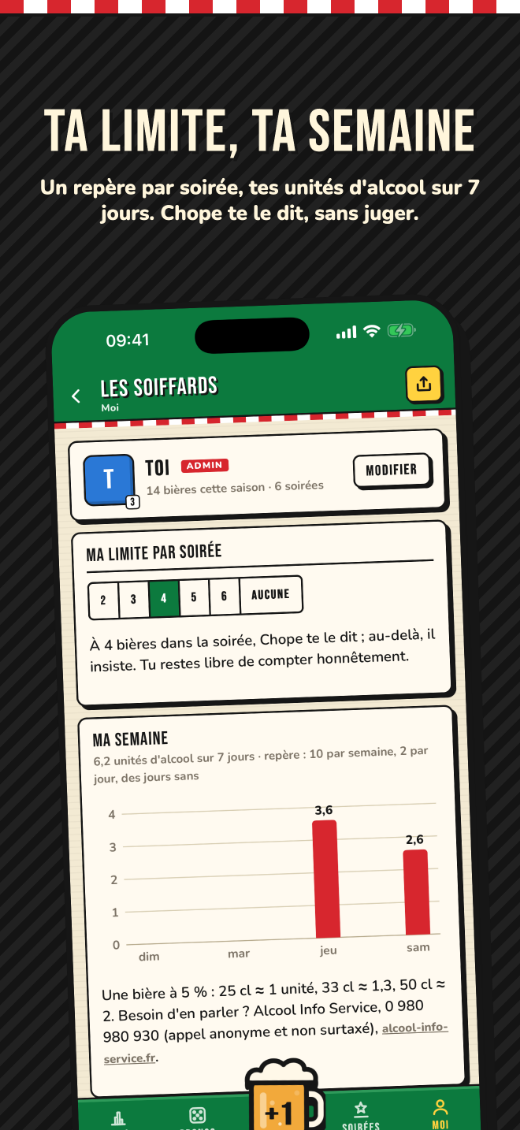 TA LIMITE, TA SEMAINE
Un repère par soirée, tes unités d'alcool sur 7
jours. Chope te le dit, sans juger.
09:41
LES SOIFFARDS
Moi
T
3
TOI ADMIN
14 bières cette saison · 6 soirées
MODIFIER
MA LIMITE PAR SOIRÉE
2 3 4 5 6 AUCUNE
À 4 bières dans la soirée, Chope te le dit ; au-delà, il
insiste. Tu restes libre de compter honnêtement.
MA SEMAINE
6,2 unités d'alcool sur 7 jours · repère : 10 par semaine, 2 par
jour, des jours sans
4
3
2
1
0
3,6
2,6
dim mar jeu sam
Une bière à 5 % : 25 cl ≈ 1 unité, 33 cl ≈ 1,3, 50 cl ≈
2. Besoin d'en parler ? Alcool Info Service, 0 980
980 930 (appel anonyme et non surtaxé), alcool-info-
service.fr.
+1
SOIRÉES
MOI